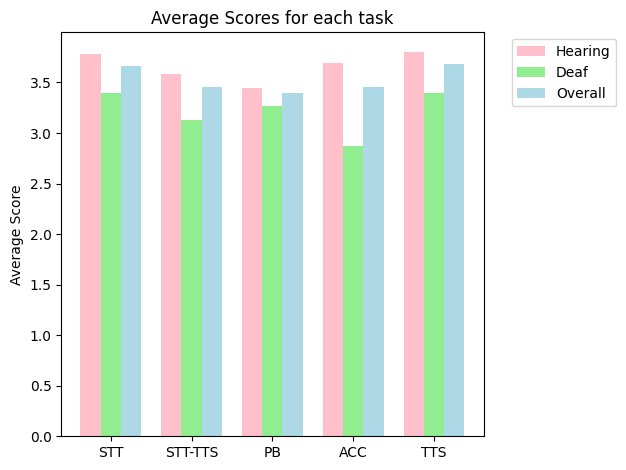 Average Scores for each task
Hearing
Deaf
Overall
Average Score
3.5
3.0
2.5
2.0
1.5
1.0
0.5
0.0
STT
STT-TTS
PB
ACC
TTS